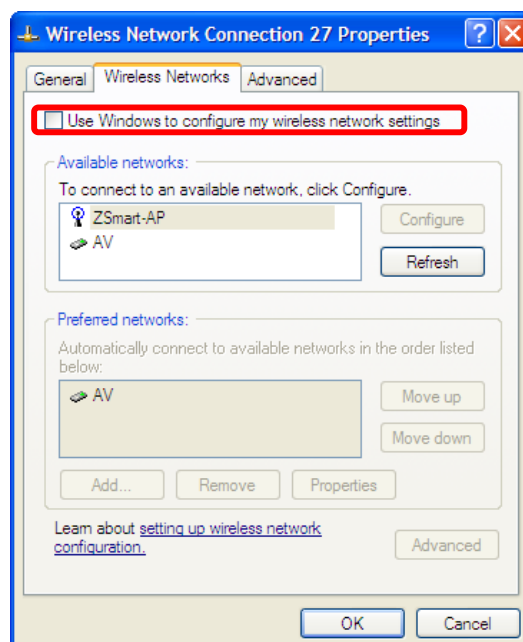 Wireless Network Connection 27 Properties
General Wireless Networks Advanced
Use Windows to configure my wireless network settings
Available networks:
To connect to an available network, click Configure.
ZSmart-AP
Configure
AV
Refresh
Preferred networks:
Automatically connect to available networks in the order listed
below:
AV
Move up
Move down
Add... Remove Properties
Learn about setting up wireless network
configuration.
Advanced
OK Cancel